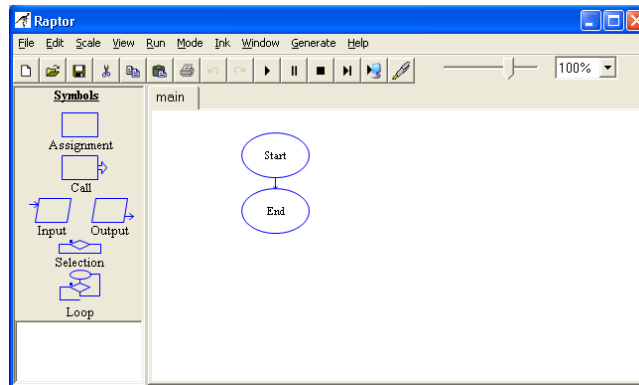 Raptor
File Edit Scale View Run Mode Ink Window Generate Help
100%
Symbols
Assignment
Call
Input Output
Selection
Loop
main
Start
End